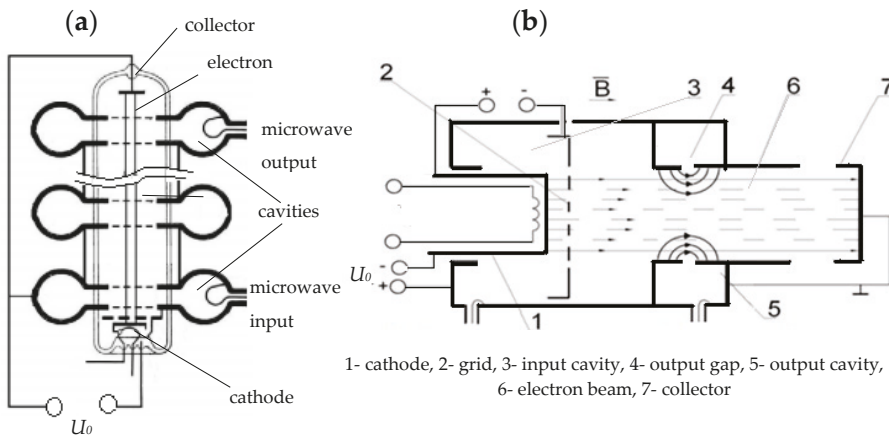 (a)
collector
electron
microwave
output
cavities
microwave
input
cathode
U0
(b)
2
+ -
B
3
4
6
7
U0
-
+
1
5
1- cathode, 2- grid, 3- input cavity, 4- output gap, 5- output cavity,
6- electron beam, 7- collector